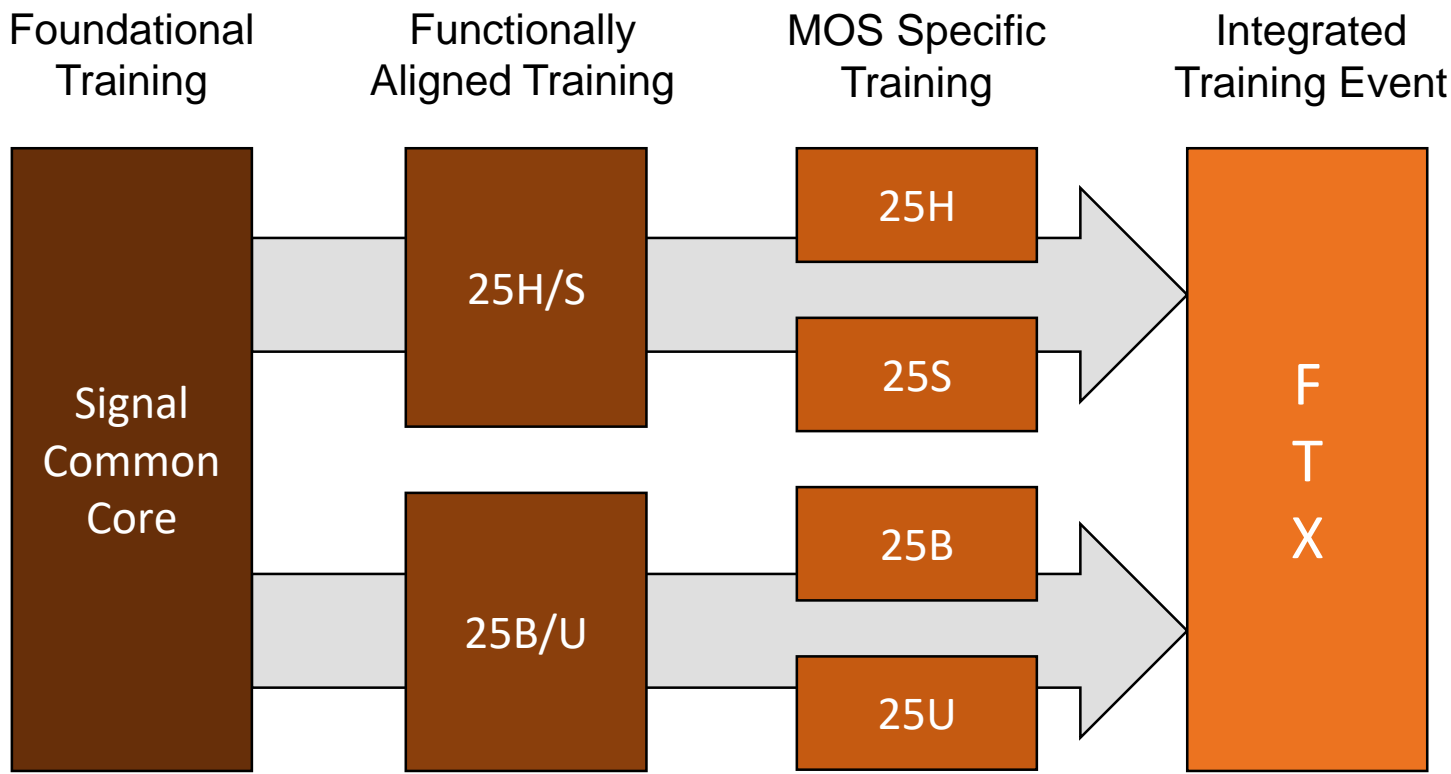 Foundational
Training
Functionally
Aligned Training
MOS Specific
Training
Integrated
Training Event
Signal
Common
Core
25H/S
25B/U
25H
25S
25B
25U
F
T
X